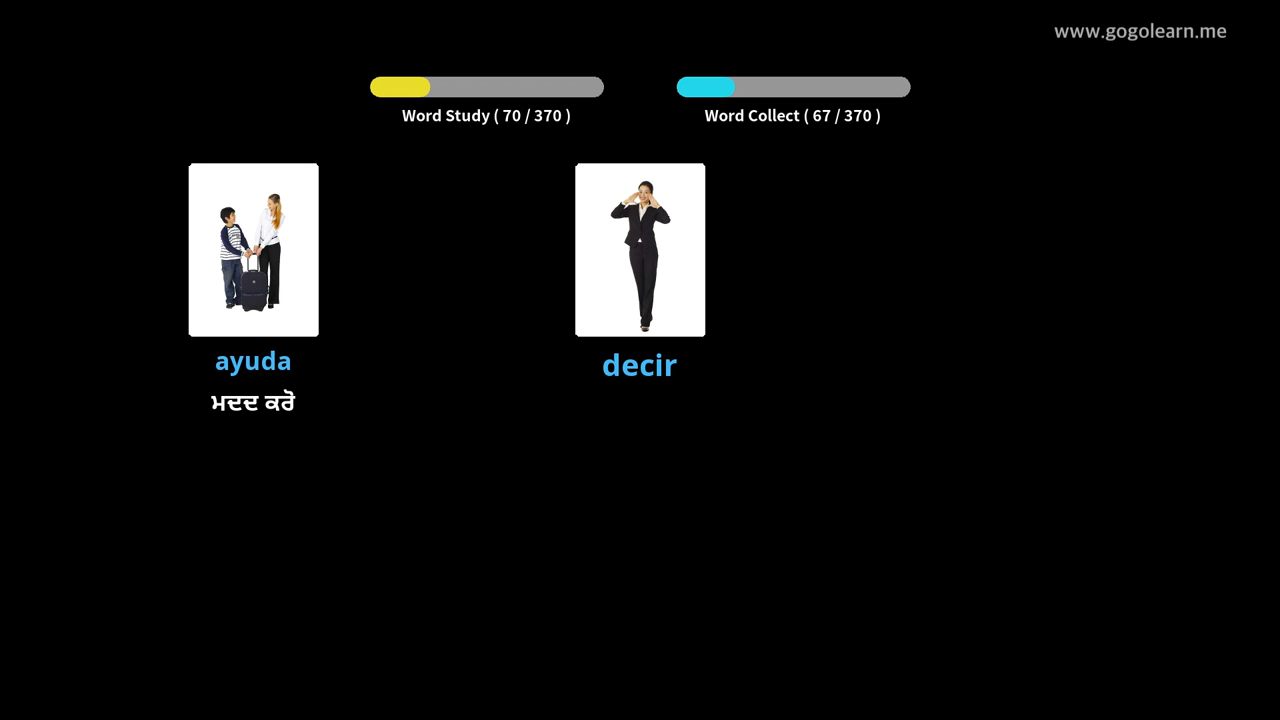 www.gogolearn.me
Word Study ( 70 / 370 )
Word Collect ( 67 / 370 )
ayuda
ਮਦਦ ਕਰੋ
decir